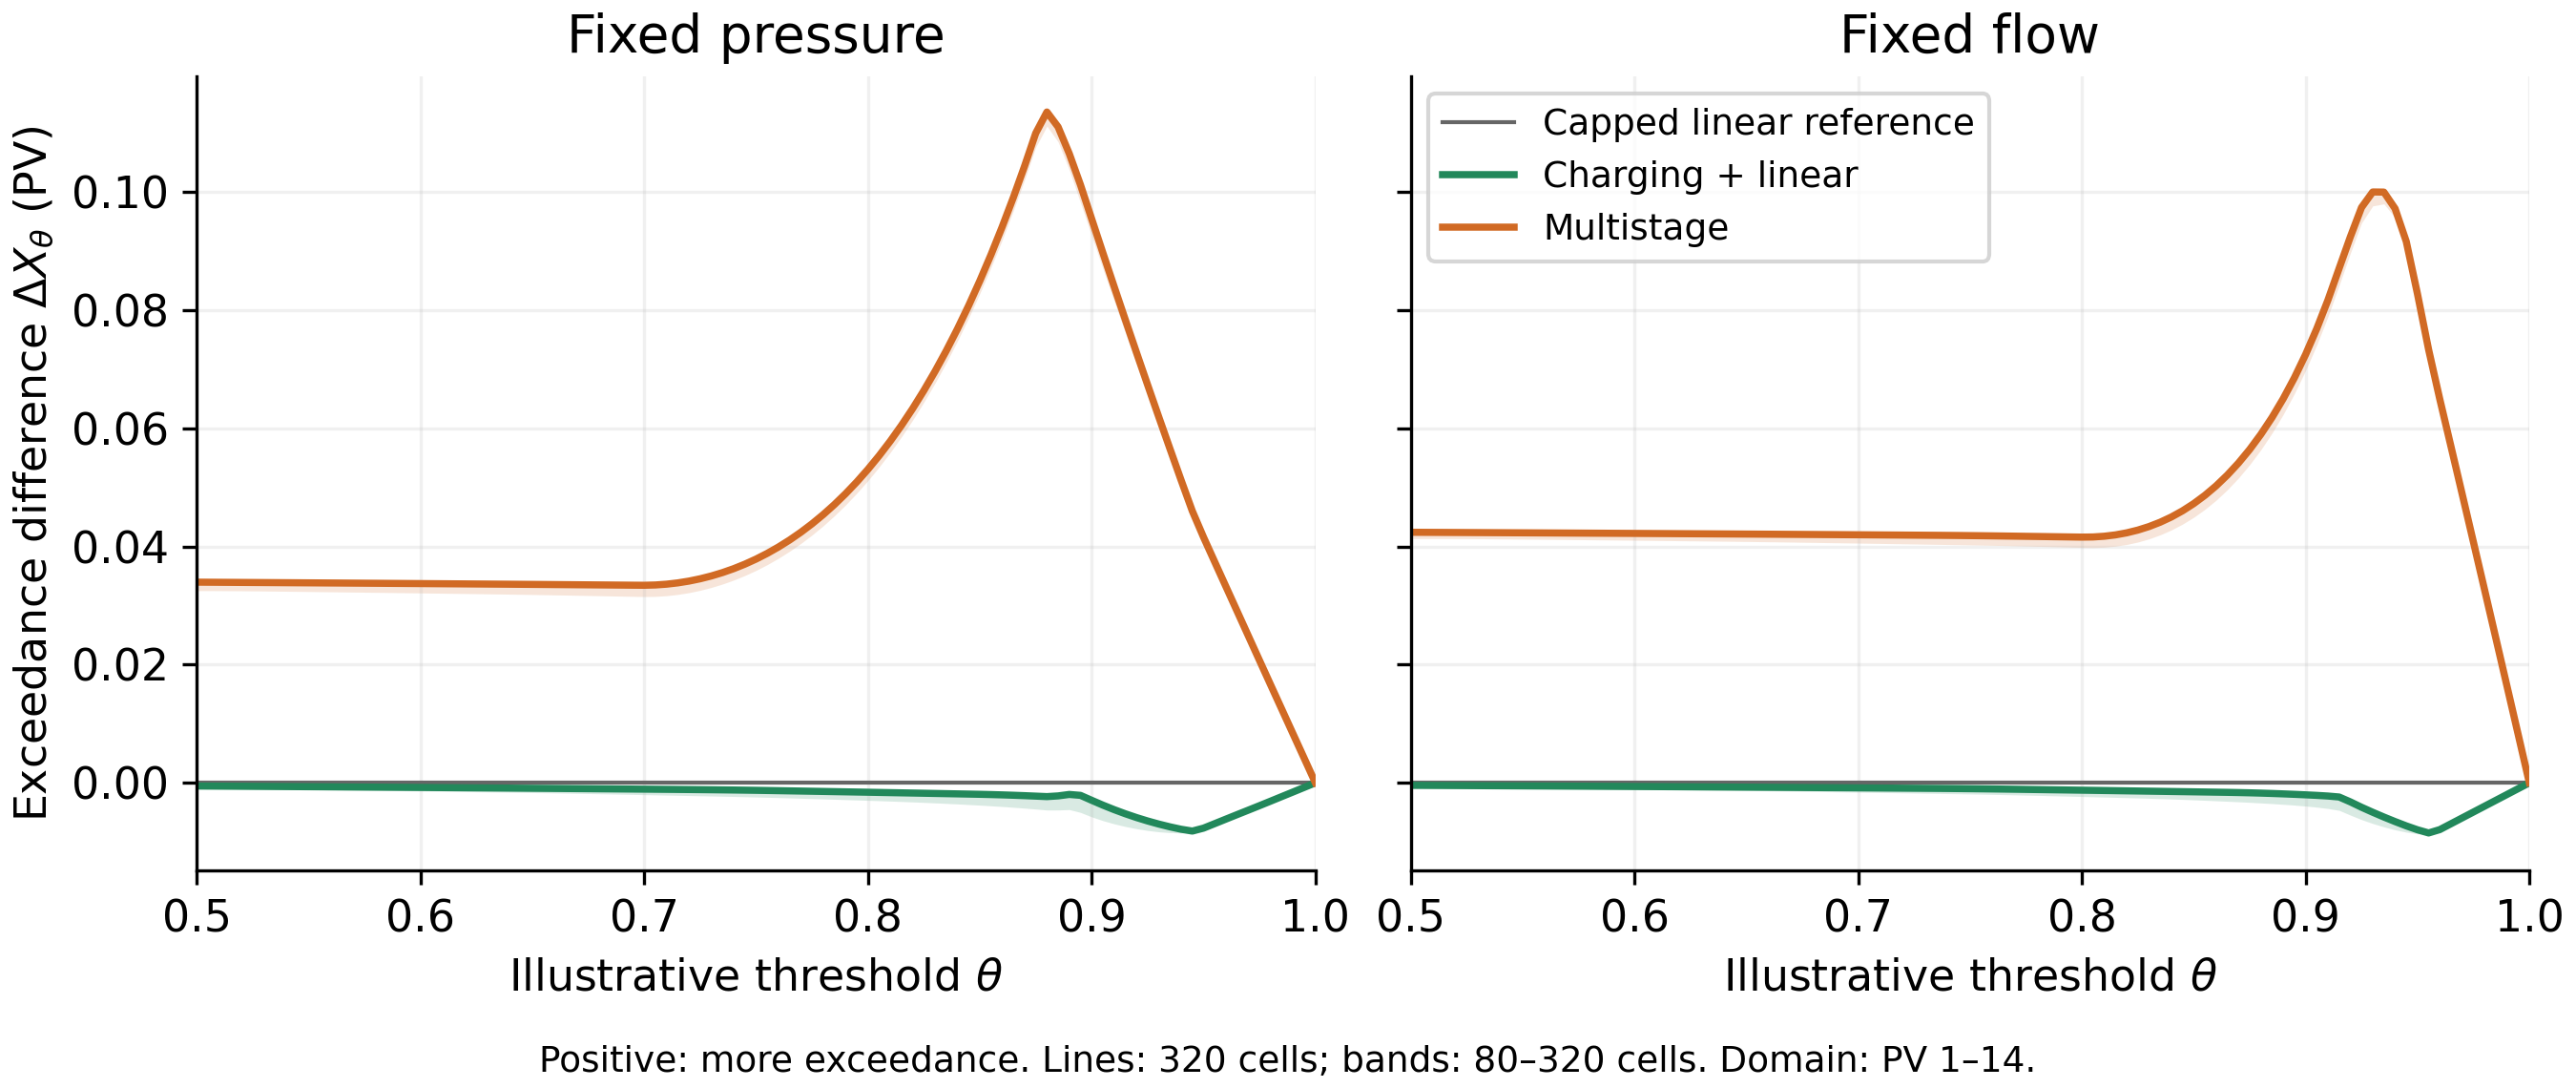 Fixed pressure
Exceedance difference ΔX_θ (PV)
0.10
0.08
0.06
0.04
0.02
0.00
0.5 0.6 0.7 0.8 0.9 1.0
Illustrative threshold θ
Fixed flow
Capped linear reference
Charging + linear
Multistage
0.5 0.6 0.7 0.8 0.9 1.0
Illustrative threshold θ
Positive: more exceedance. Lines: 320 cells; bands: 80–320 cells. Domain: PV 1–14.